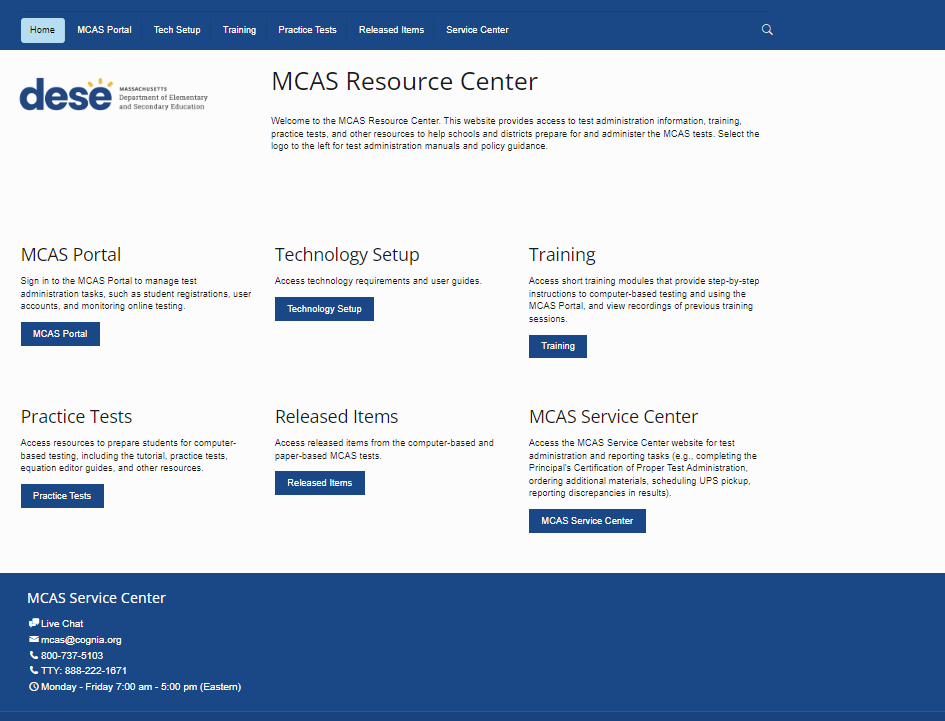 Home MCAS Portal Tech Setup Training Practice Tests Released Items Service Center
dese
MASSACHUSETTS
Department of Elementary
and Secondary Education
MCAS Resource Center
Welcome to the MCAS Resource Center. This website provides access to test administration information, training,
practice tests, and other resources to help schools and districts prepare for and administer the MCAS tests. Select the
logo to the left for test administration manuals and policy guidance.
MCAS Portal
Sign in to the MCAS Portal to manage test
administration tasks, such as student registrations, user
accounts, and monitoring online testing.
MCAS Portal
Technology Setup
Access technology requirements and user guides.
Technology Setup
Training
Access short training modules that provide step-by-step
instructions to computer-based testing and using the
MCAS Portal, and view recordings of previous training
sessions.
Training
Practice Tests
Access resources to prepare students for computer-
based testing, including the tutorial, practice tests,
equation editor guides, and other resources.
Practice Tests
Released Items
Access released items from the computer-based and
paper-based MCAS tests.
Released Items
MCAS Service Center
Access the MCAS Service Center website for test
administration and reporting tasks (e.g., completing the
Principal's Certification of Proper Test Administration,
ordering additional materials, scheduling UPS pickup,
reporting discrepancies in results).
MCAS Service Center
MCAS Service Center
Live Chat
mcas@cognia.org
800-737-5103
TTY: 888-222-1671
Monday - Friday 7:00 am - 5:00 pm (Eastern)